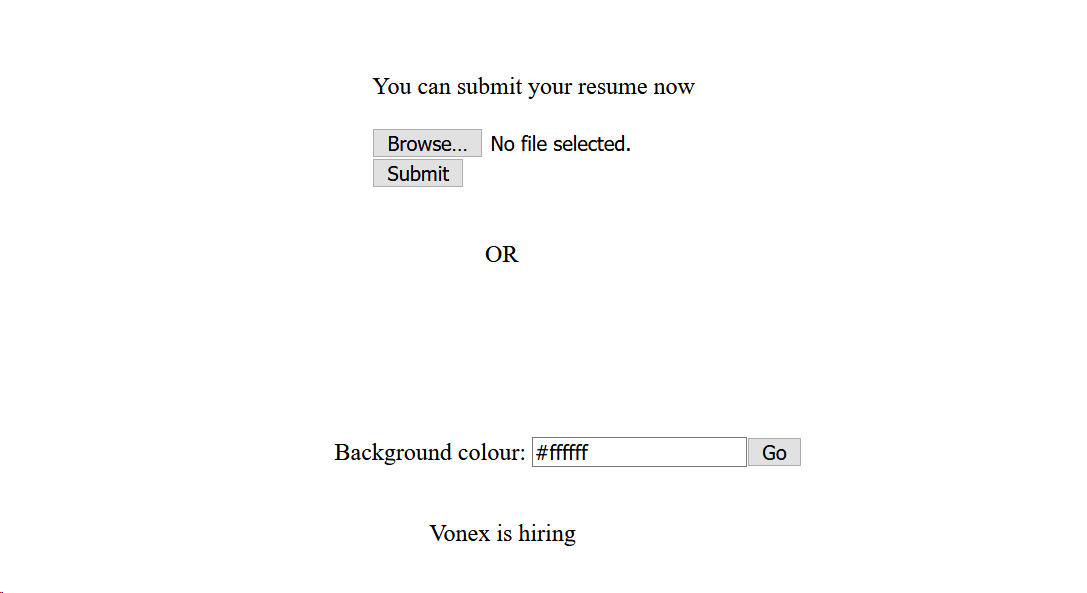 You can submit your resume now
Browse... No file selected.
Submit
OR
Background colour: #ffffff Go
Vonex is hiring